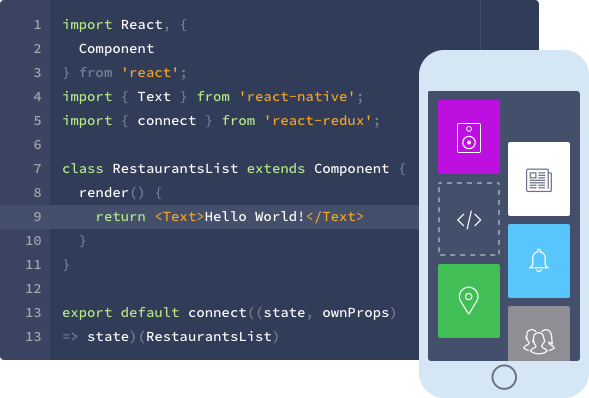 1 import React, {
2 Component
3 } from 'react';
4 import { Text } from 'react-native';
5 import { connect } from 'react-redux';
6
7 class RestaurantsList extends Component {
8 render() {
9 return <Text>Hello World!</Text>
10 }
11 }
12
13 export default connect((state, ownProps)
13 => state)(RestaurantsList)
</>